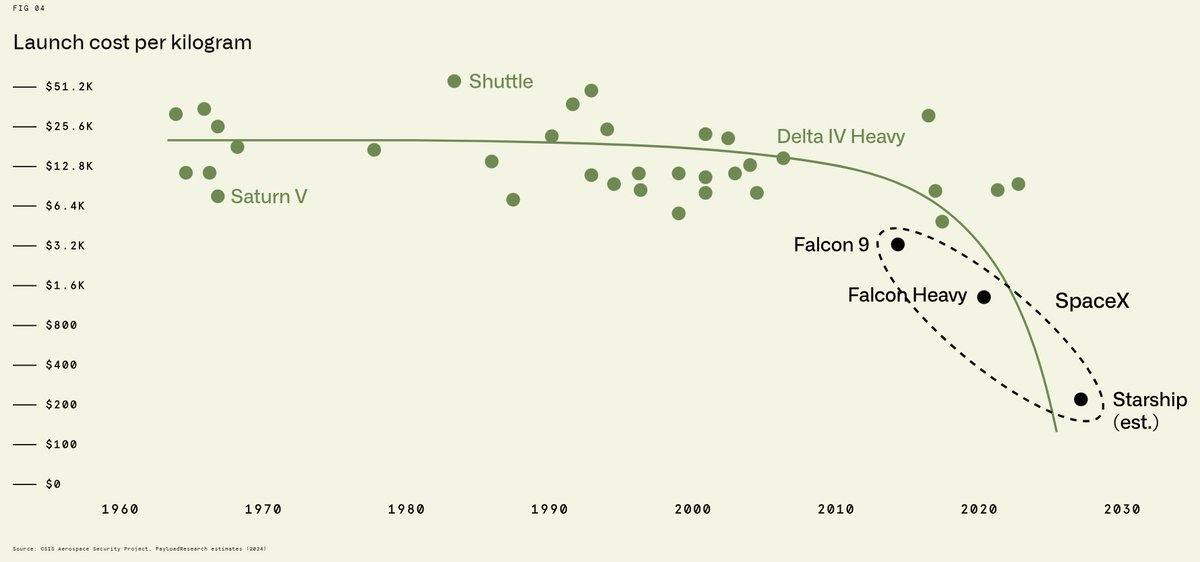 FIG 04
Launch cost per kilogram
$51.2K
Shuttle
$25.6K
Delta IV Heavy
$12.8K
Saturn V
$6.4K
$3.2K
Falcon 9
$1.6K
Falcon Heavy
SpaceX
$800
$400
$200
Starship
(est.)
$100
$0
1960 1970 1980 1990 2000 2010 2020 2030
Source: CSIS Aerospace Security Project, PayloadResearch estimates (2024)